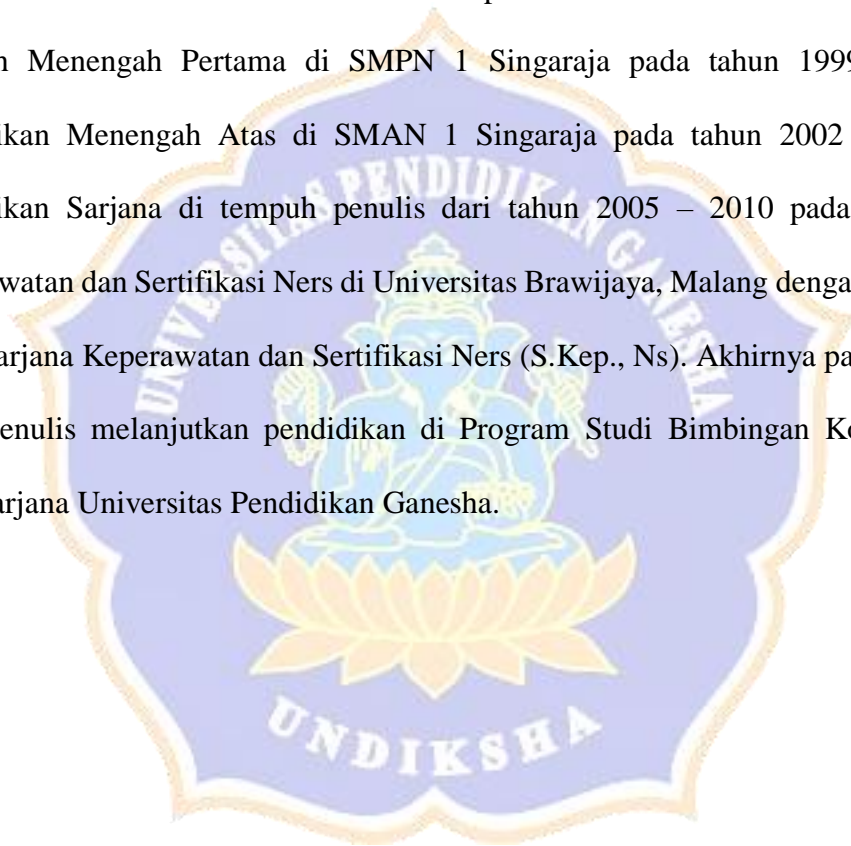 n Menengah Pertama di SMPN 1 Singaraja pada tahun 1999
ikan Menengah Atas di SMAN 1 Singaraja pada tahun 2002
ikan Sarjana di tempuh penulis dari tahun 2005 – 2010 pada
watan dan Sertifikasi Ners di Universitas Brawijaya, Malang denga
arjana Keperawatan dan Sertifikasi Ners (S.Kep., Ns). Akhirnya pa
enulis melanjutkan pendidikan di Program Studi Bimbingan Ko
arjana Universitas Pendidikan Ganesha.
UNIVERSITAS PENDIDIKAN GANESHA
UNDIKSHA